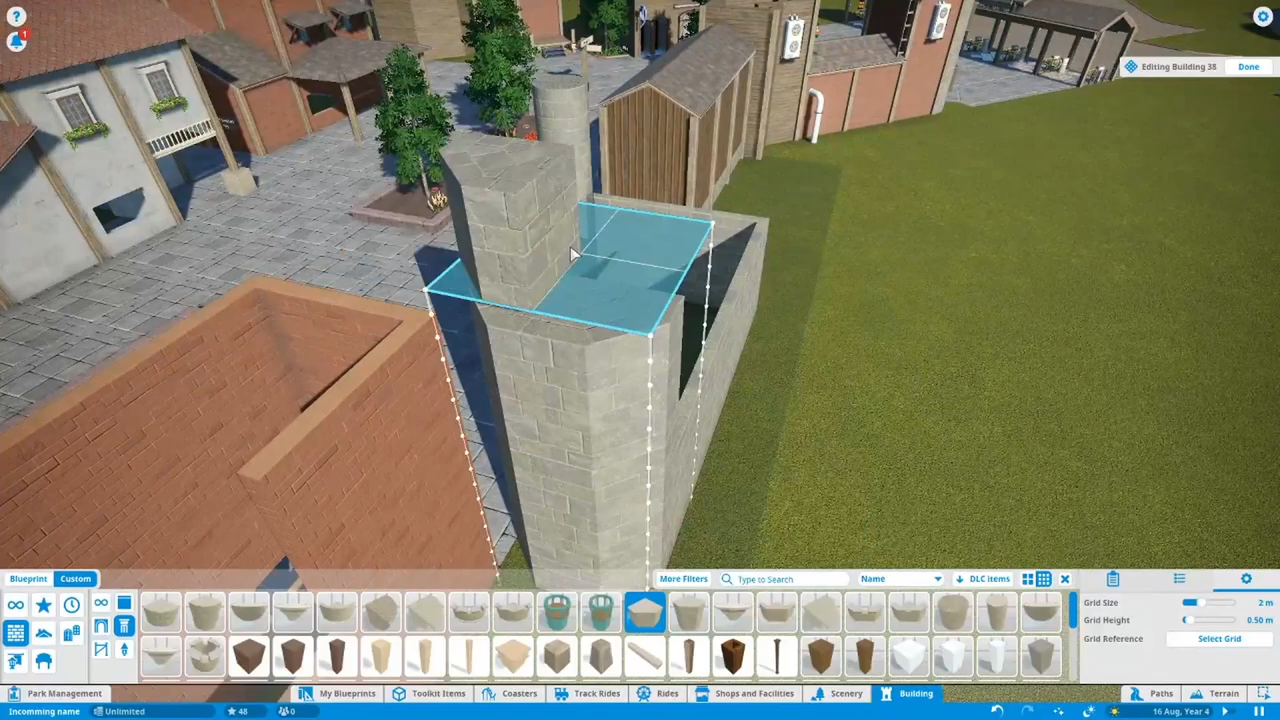 ?
1
Editing Building 38 Done
Blueprint Custom More Filters Type to Search Name DLC items
Grid Size 2 m
Grid Height 0.50 m
Grid Reference Select Grid
Park Management My Blueprints Toolkit Items Coasters Track Rides Rides Shops and Facilities Scenery Building Paths Terrain
Incoming name Unlimited 48 0 16 Aug, Year 4